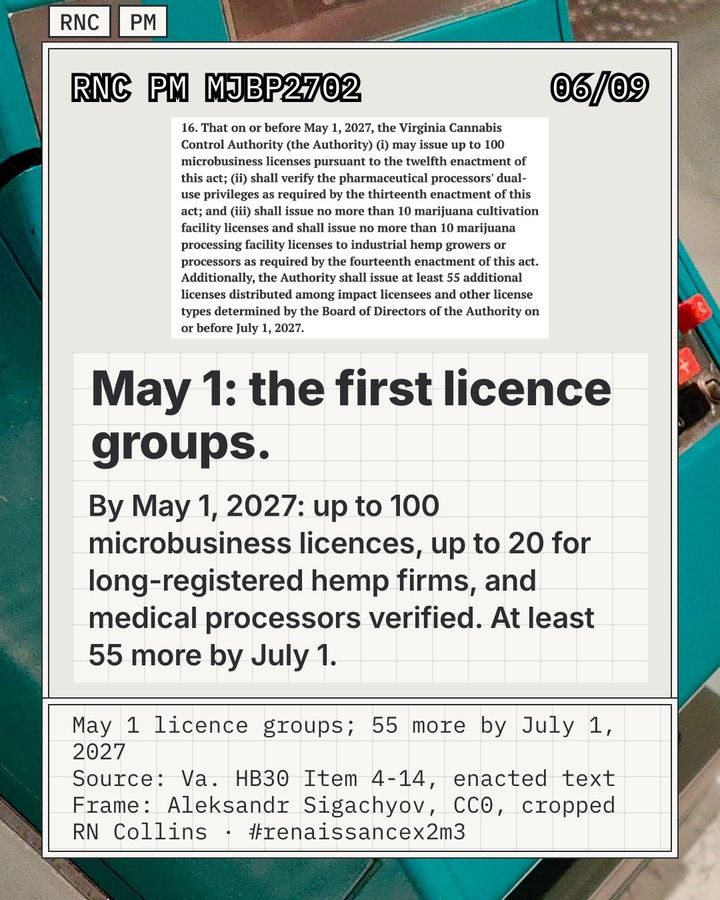 RNC PM
RNC PM MJBP2702 06/09
16. That on or before May 1, 2027, the Virginia Cannabis
Control Authority (the Authority) (i) may issue up to 100
microbusiness licenses pursuant to the twelfth enactment of
this act; (ii) shall verify the pharmaceutical processors' dual-
use privileges as required by the thirteenth enactment of this
act; and (iii) shall issue no more than 10 marijuana cultivation
facility licenses and shall issue no more than 10 marijuana
processing facility licenses to industrial hemp growers or
processors as required by the fourteenth enactment of this act.
Additionally, the Authority shall issue at least 55 additional
licenses distributed among impact licensees and other license
types determined by the Board of Directors of the Authority on
or before July 1, 2027.
May 1: the first licence
groups.
By May 1, 2027: up to 100
microbusiness licences, up to 20 for
long-registered hemp firms, and
medical processors verified. At least
55 more by July 1.
May 1 licence groups; 55 more by July 1,
2027
Source: Va. HB30 Item 4-14, enacted text
Frame: Aleksandr Sigachyov, CC0, cropped
RN Collins · #renaissancex2m3